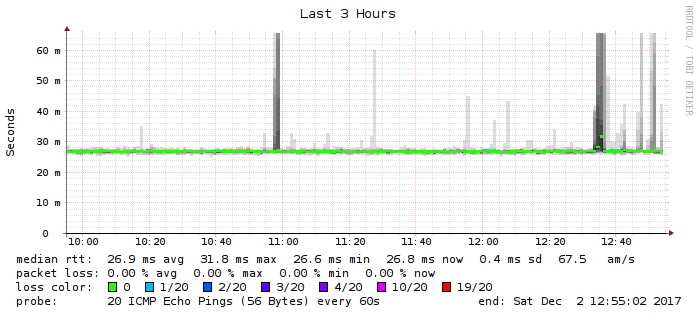 Last 3 Hours
RRDTOOL / TOBI OETIKER
Seconds
60 m
50 m
40 m
30 m
20 m
10 m
0
10:00 10:20 10:40 11:00 11:20 11:40 12:00 12:20 12:40
median rtt: 26.9 ms avg 31.8 ms max 26.6 ms min 26.8 ms now 0.4 ms sd 67.5 am/s
packet loss: 0.00 % avg 0.00 % max 0.00 % min 0.00 % now
loss color: 0 1/20 2/20 3/20 4/20 10/20 19/20
probe: 20 ICMP Echo Pings (56 Bytes) every 60s end: Sat Dec 2 12:55:02 2017